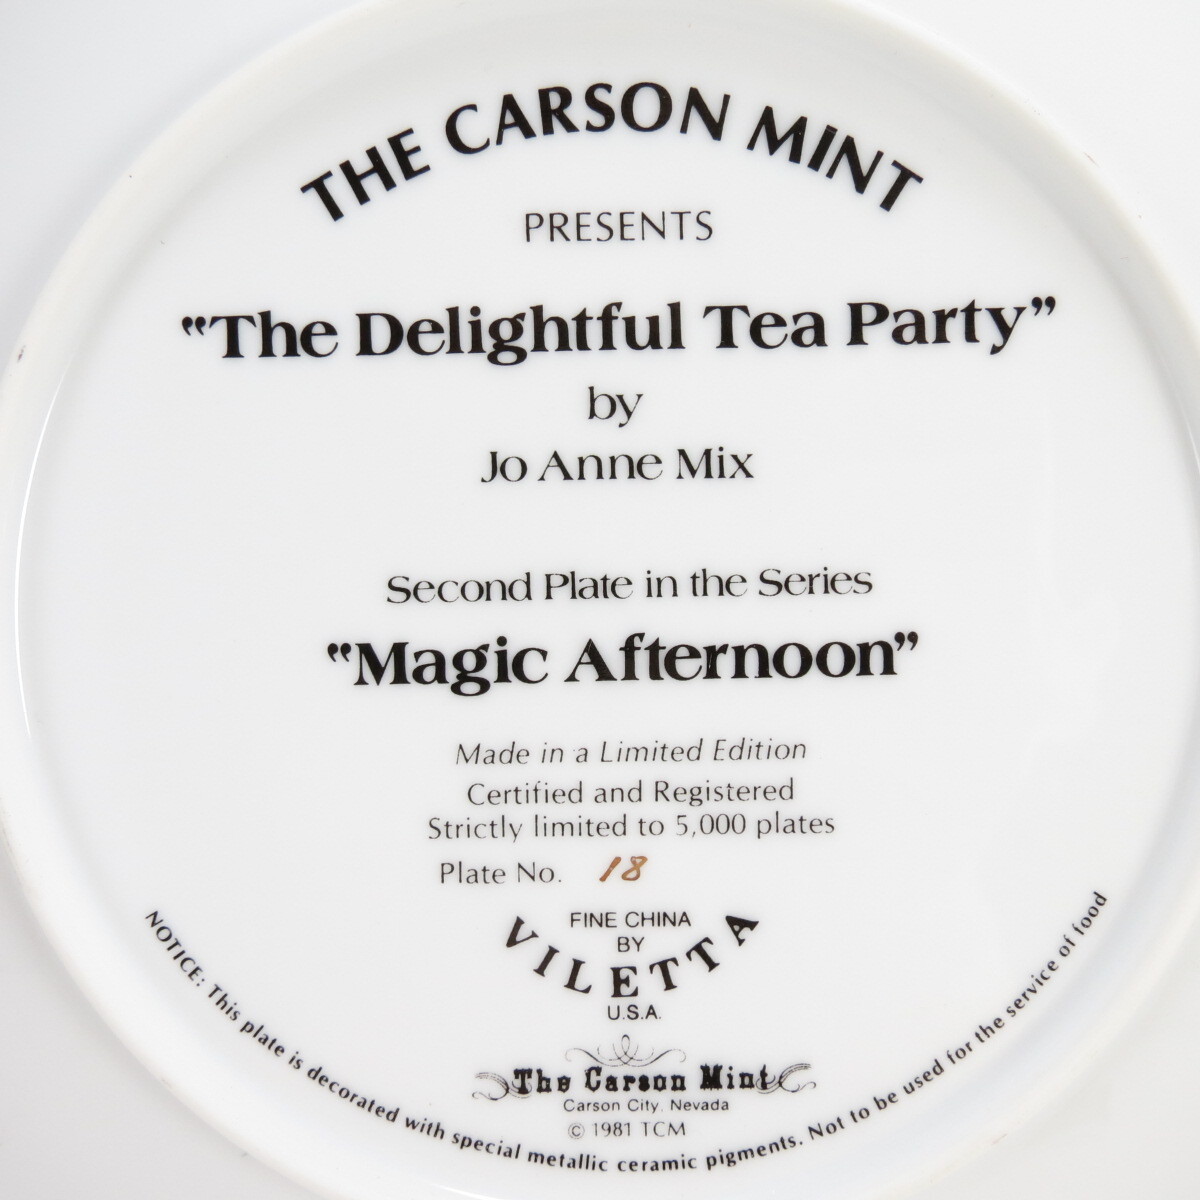 THE CARSON MINT
PRESENTS
"The Delightful Tea Party"
by
Jo Anne Mix
Second Plate in the Series
"Magic Afternoon"
Made in a Limited Edition
Certified and Registered
Strictly limited to 5,000 plates
Plate No. 18
FINE CHINA
BY
VILETTA
U.S.A.
The Carson Mint
Carson City, Nevada
© 1981 TCM
NOTICE: This plate is decorated with special metallic ceramic pigments. Not to be used for the service of food